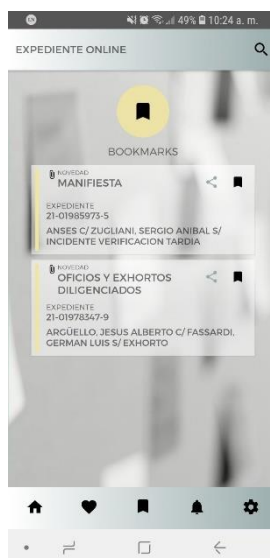 49% 10:24 a. m.
EXPEDIENTE ONLINE
BOOKMARKS
NOVEDAD
MANIFIESTA
EXPEDIENTE
21-01985973-5
ANSES C/ ZUGLIANI, SERGIO ANIBAL S/
INCIDENTE VERIFICACION TARDIA
NOVEDAD
OFICIOS Y EXHORTOS
DILIGENCIADOS
EXPEDIENTE
21-01978347-9
ARGÜELLO, JESUS ALBERTO C/ FASSARDI,
GERMAN LUIS S/ EXHORTO